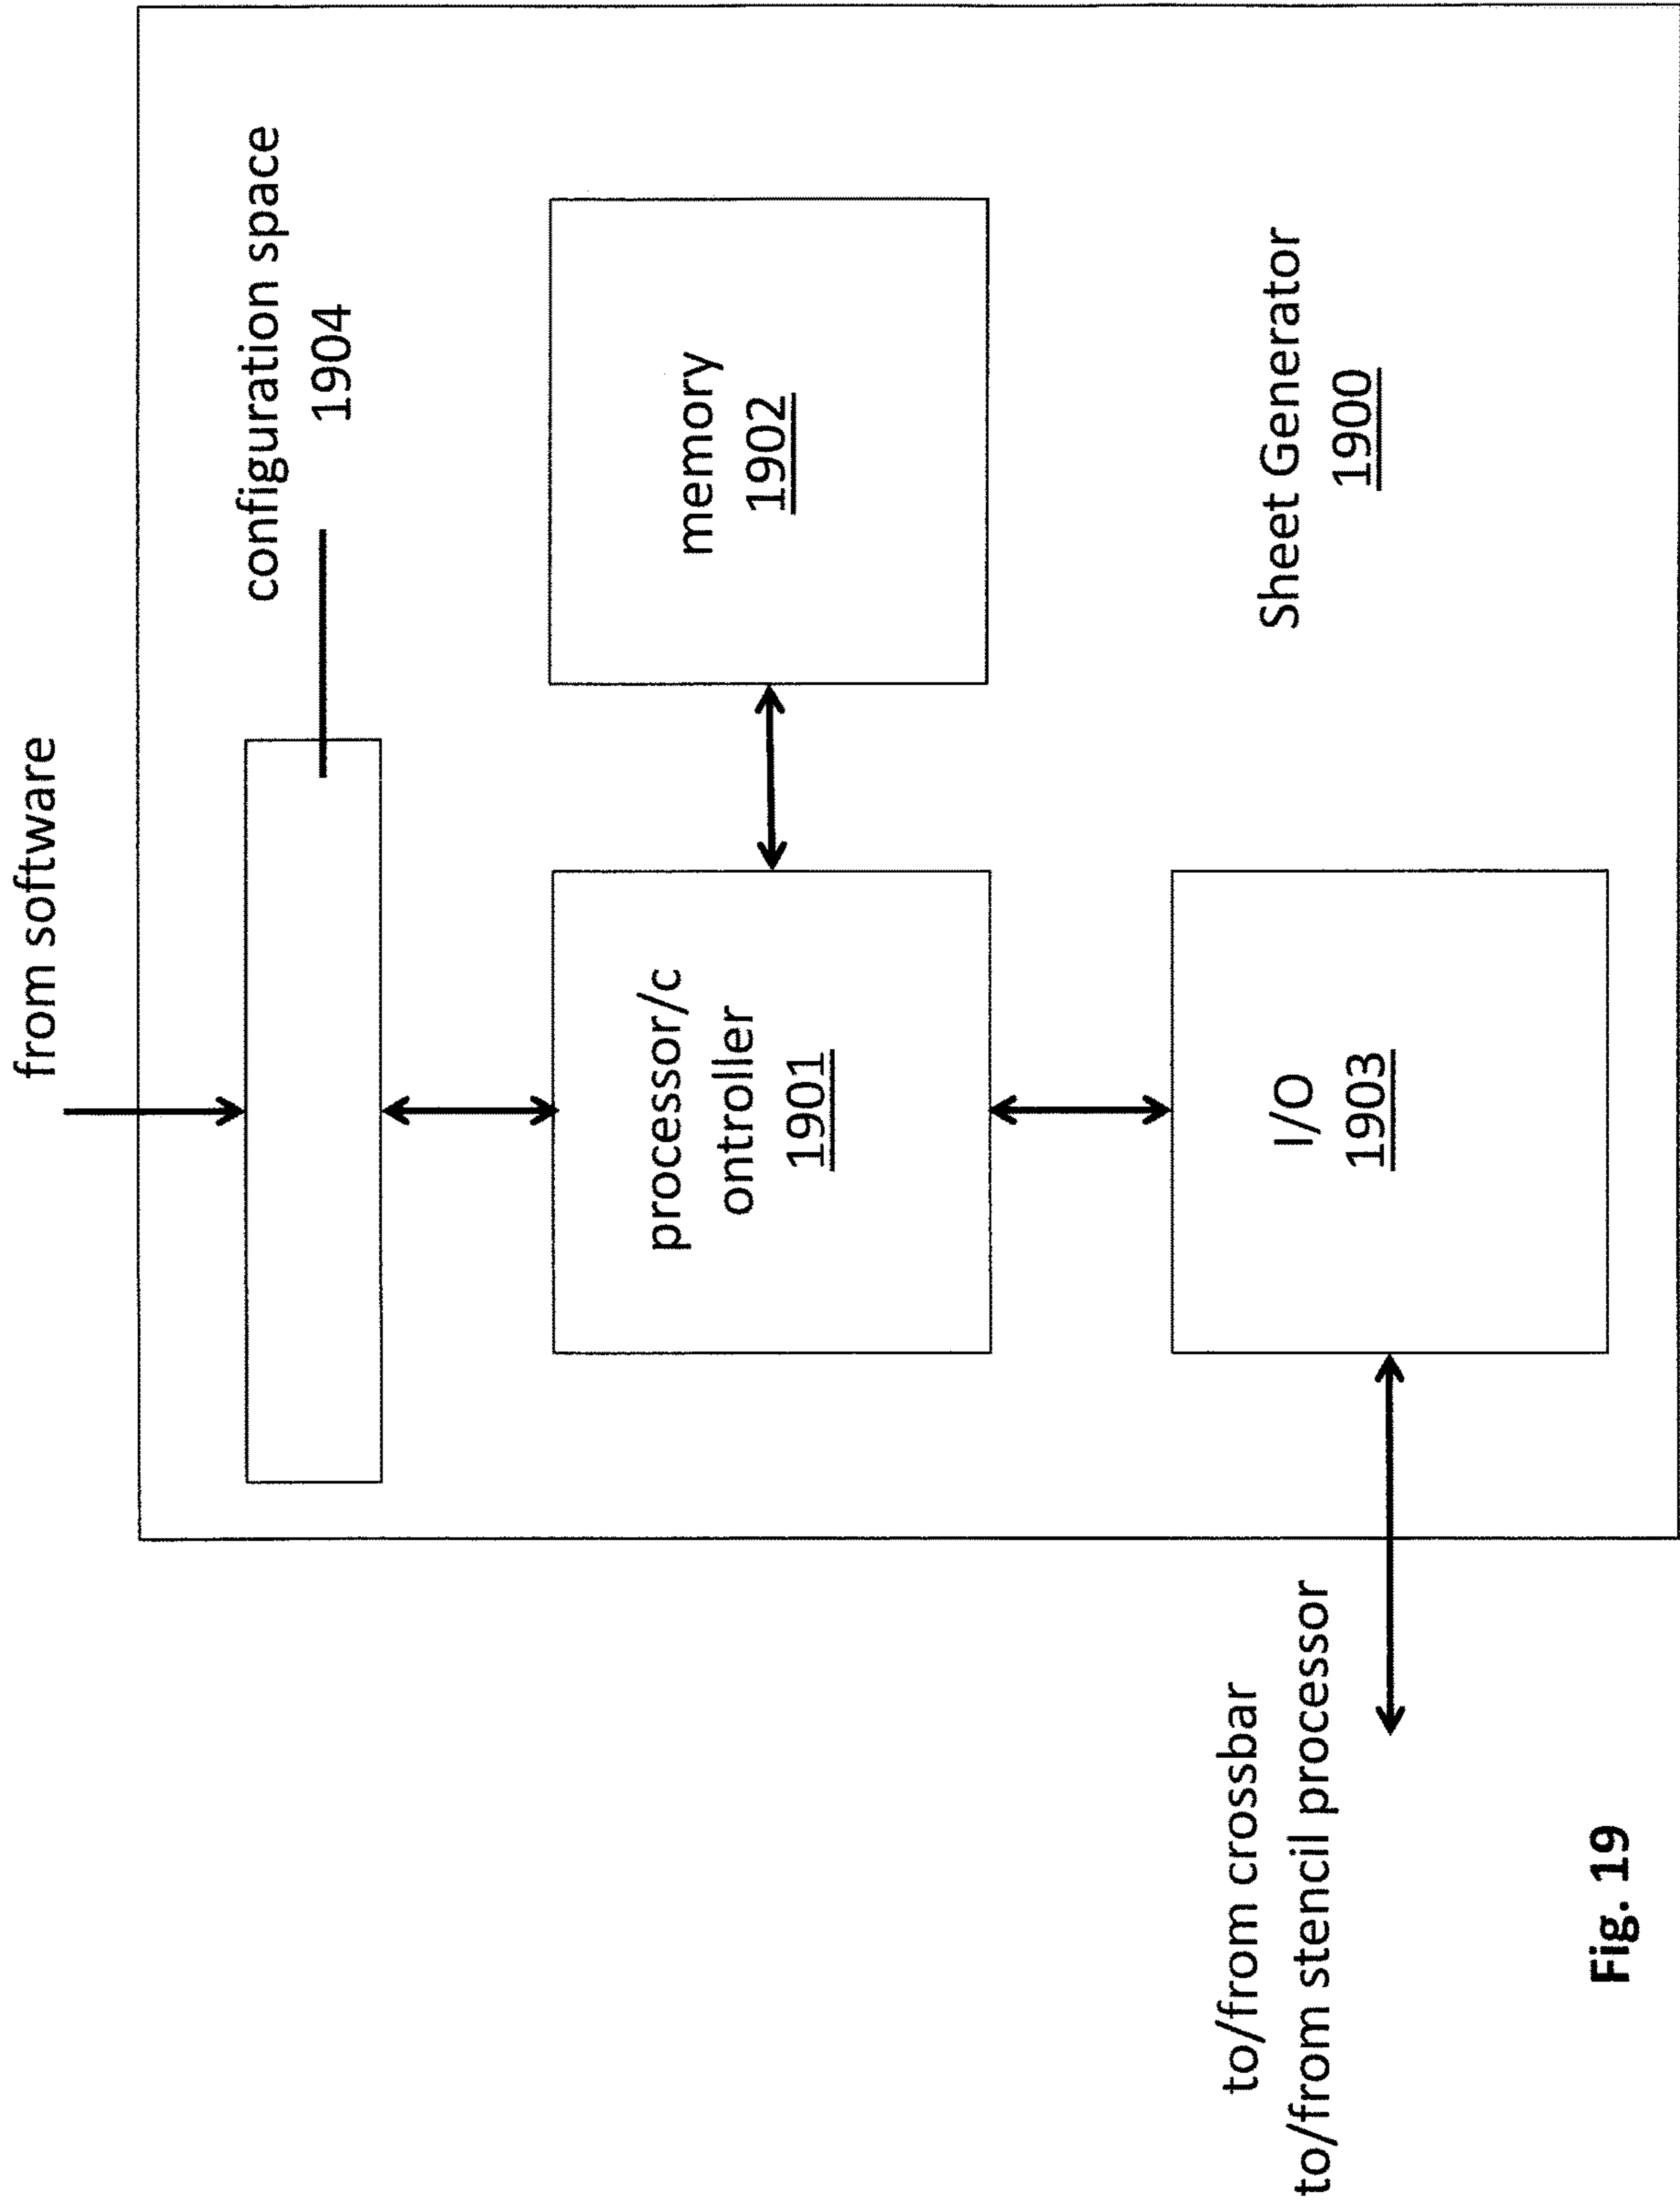 from software
configuration space
1904
processor/c
ontroller
1901
memory
1902
I/O
1903
Sheet Generator
1900
to/from crossbar
to/from stencil processor
Fig. 19